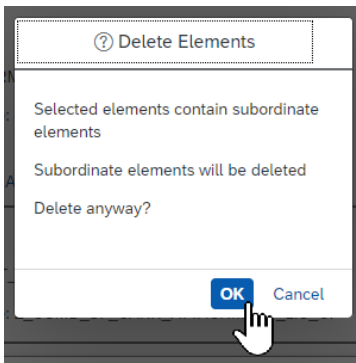 Delete Elements
Selected elements contain subordinate
elements
Subordinate elements will be deleted
Delete anyway?
OK
Cancel